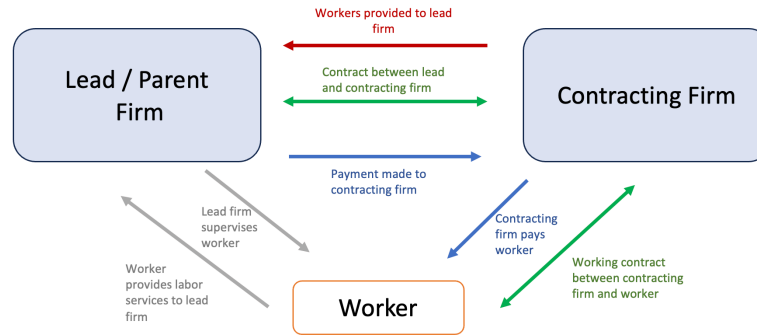 Workers provided to lead
firm
Lead / Parent
Firm
Contract between lead
and contracting firm
Contracting Firm
Payment made to
contracting firm
Lead firm
supervises
worker
Contracting
firm pays
worker
Worker
provides labor
services to lead
firm
Working contract
between contracting
firm and worker
Worker